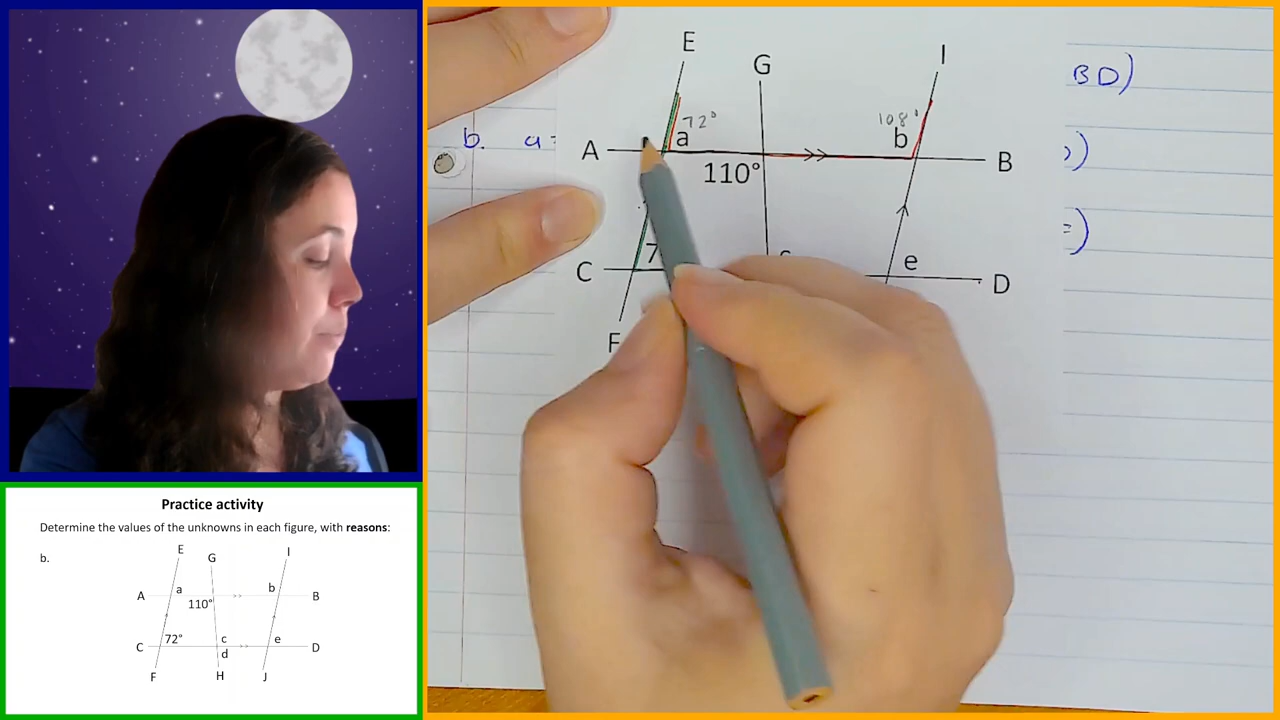 E
G
I
BD)
72°
108°
b. a=
a
b
A
B
110°
)
=)
7
c
e
C
D
F
Practice activity
Determine the values of the unknowns in each figure, with reasons:
b.
E
G
I
a
b
A
B
110°
72°
c
e
C
D
d
F
H
J